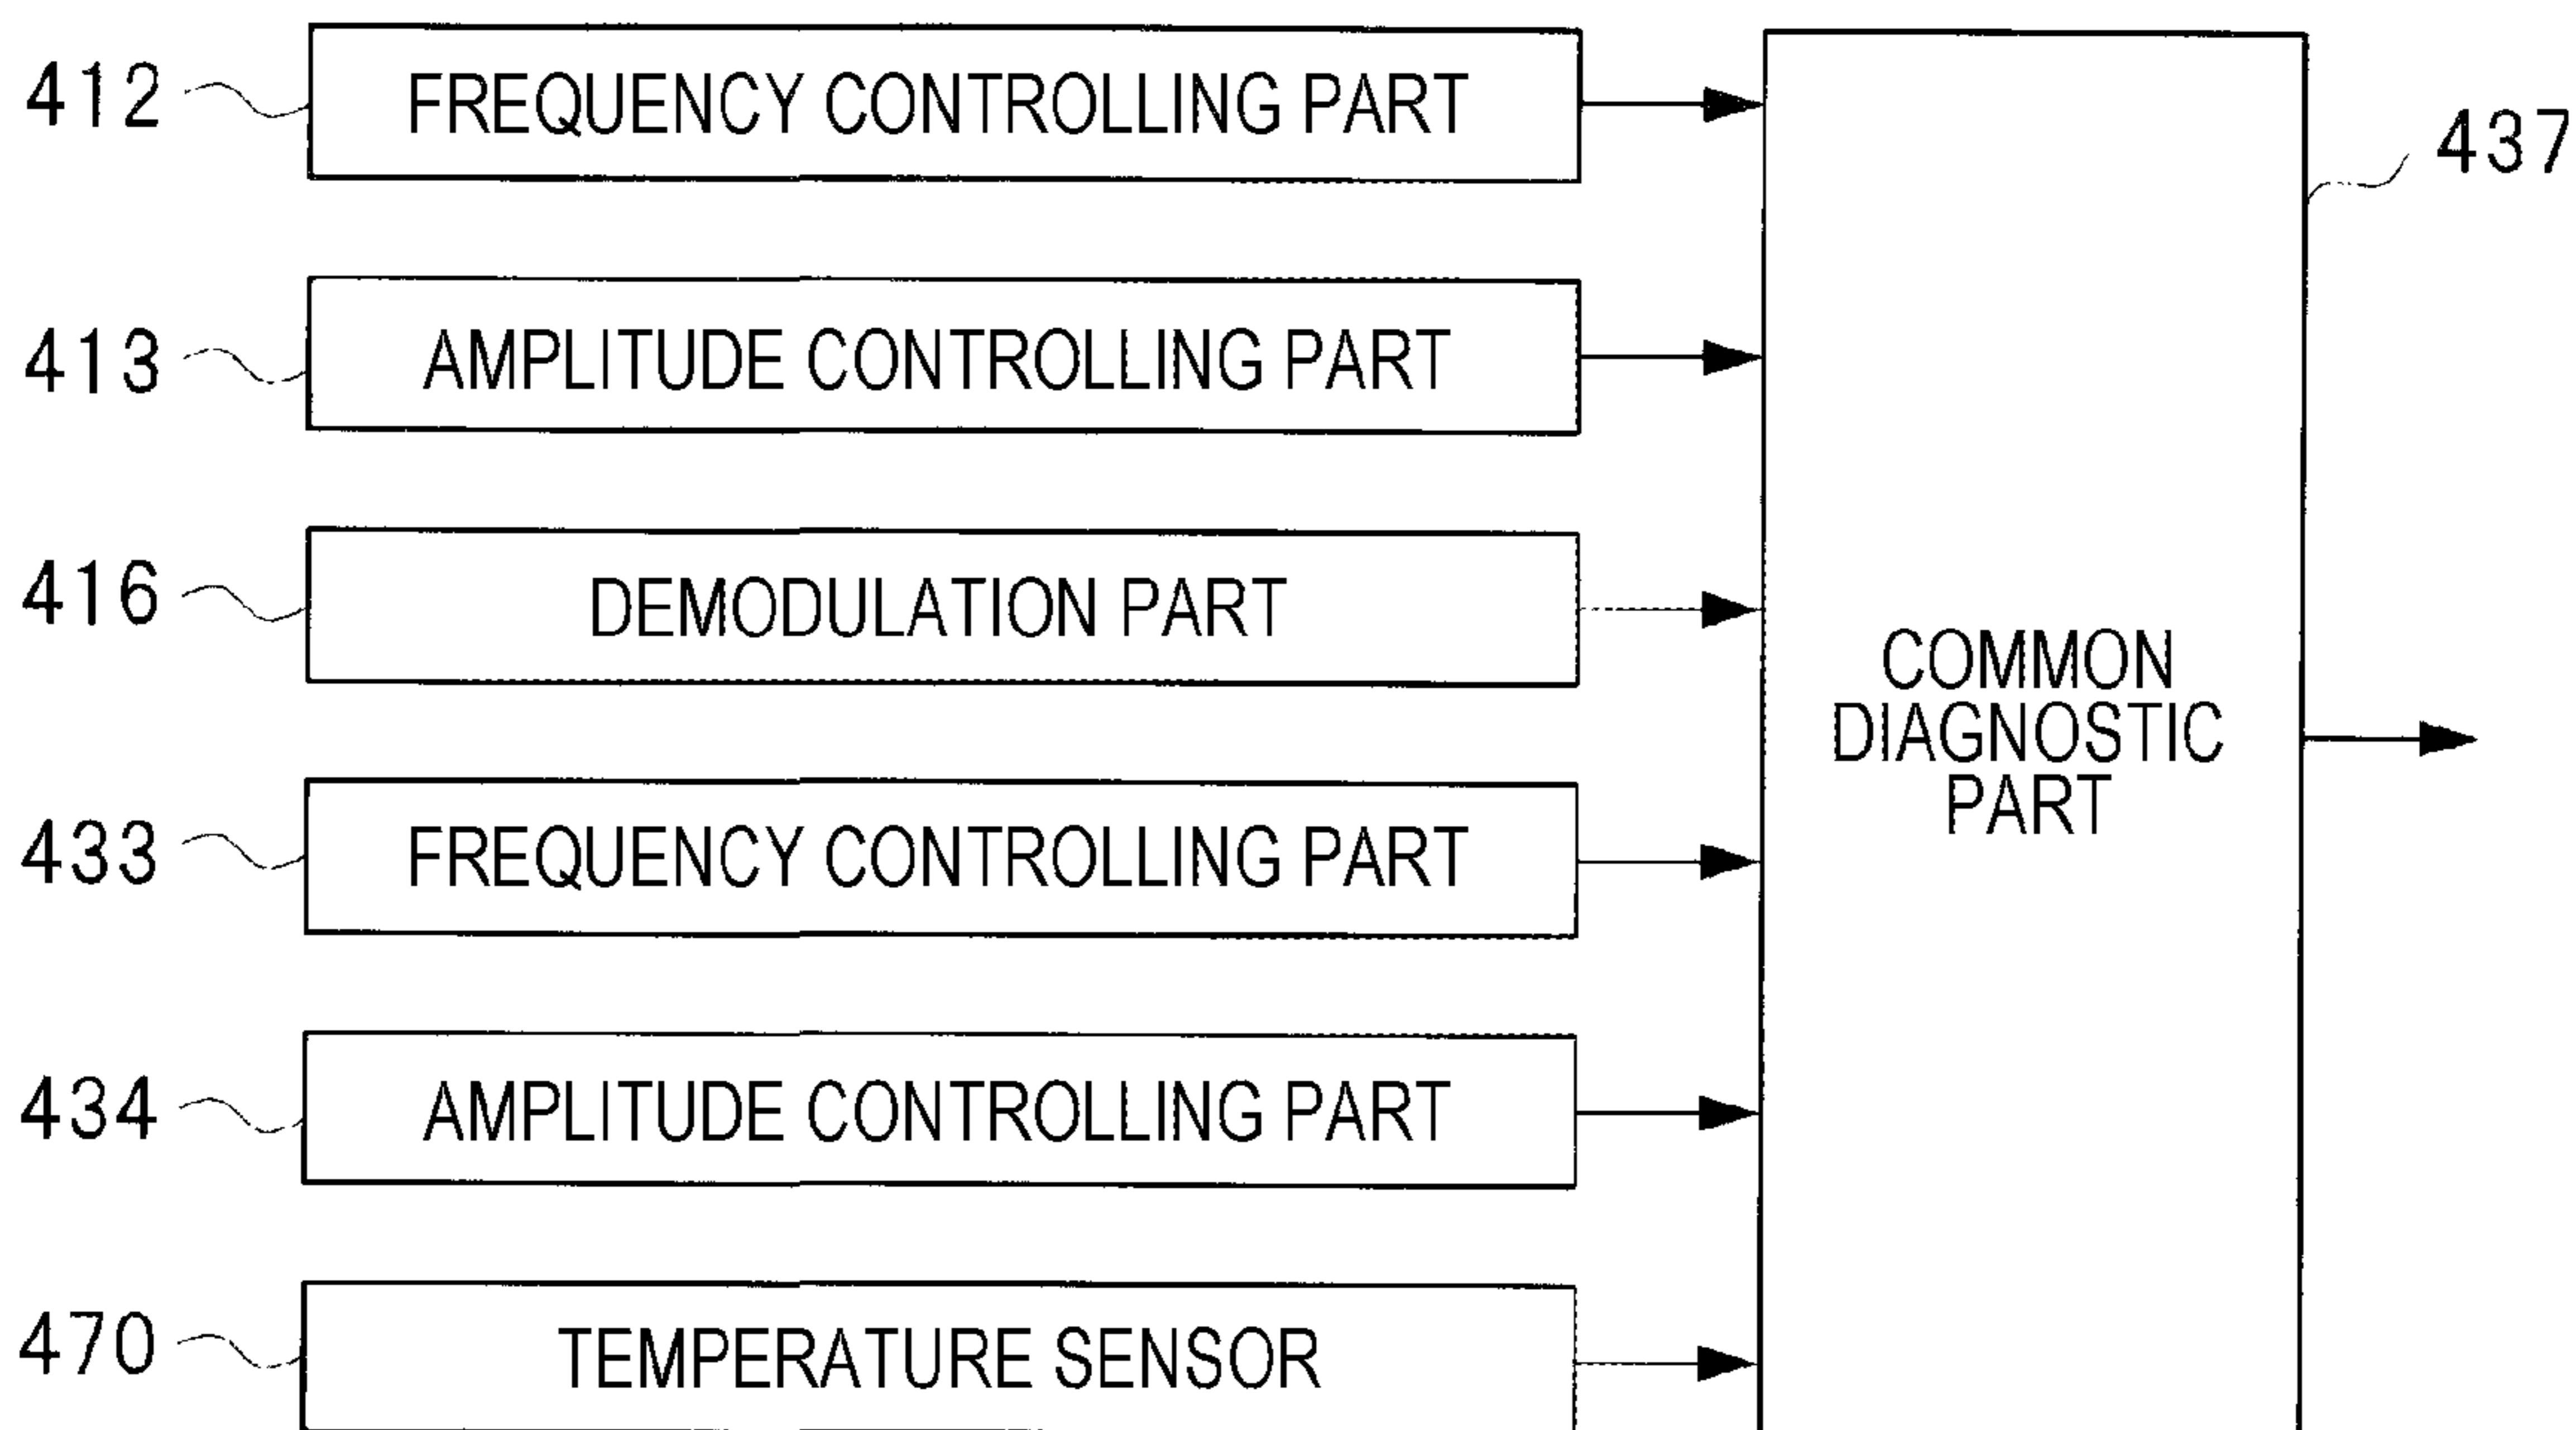 412 FREQUENCY CONTROLLING PART
437
413 AMPLITUDE CONTROLLING PART
416 DEMODULATION PART
COMMON
DIAGNOSTIC
PART
433 FREQUENCY CONTROLLING PART
434 AMPLITUDE CONTROLLING PART
470 TEMPERATURE SENSOR